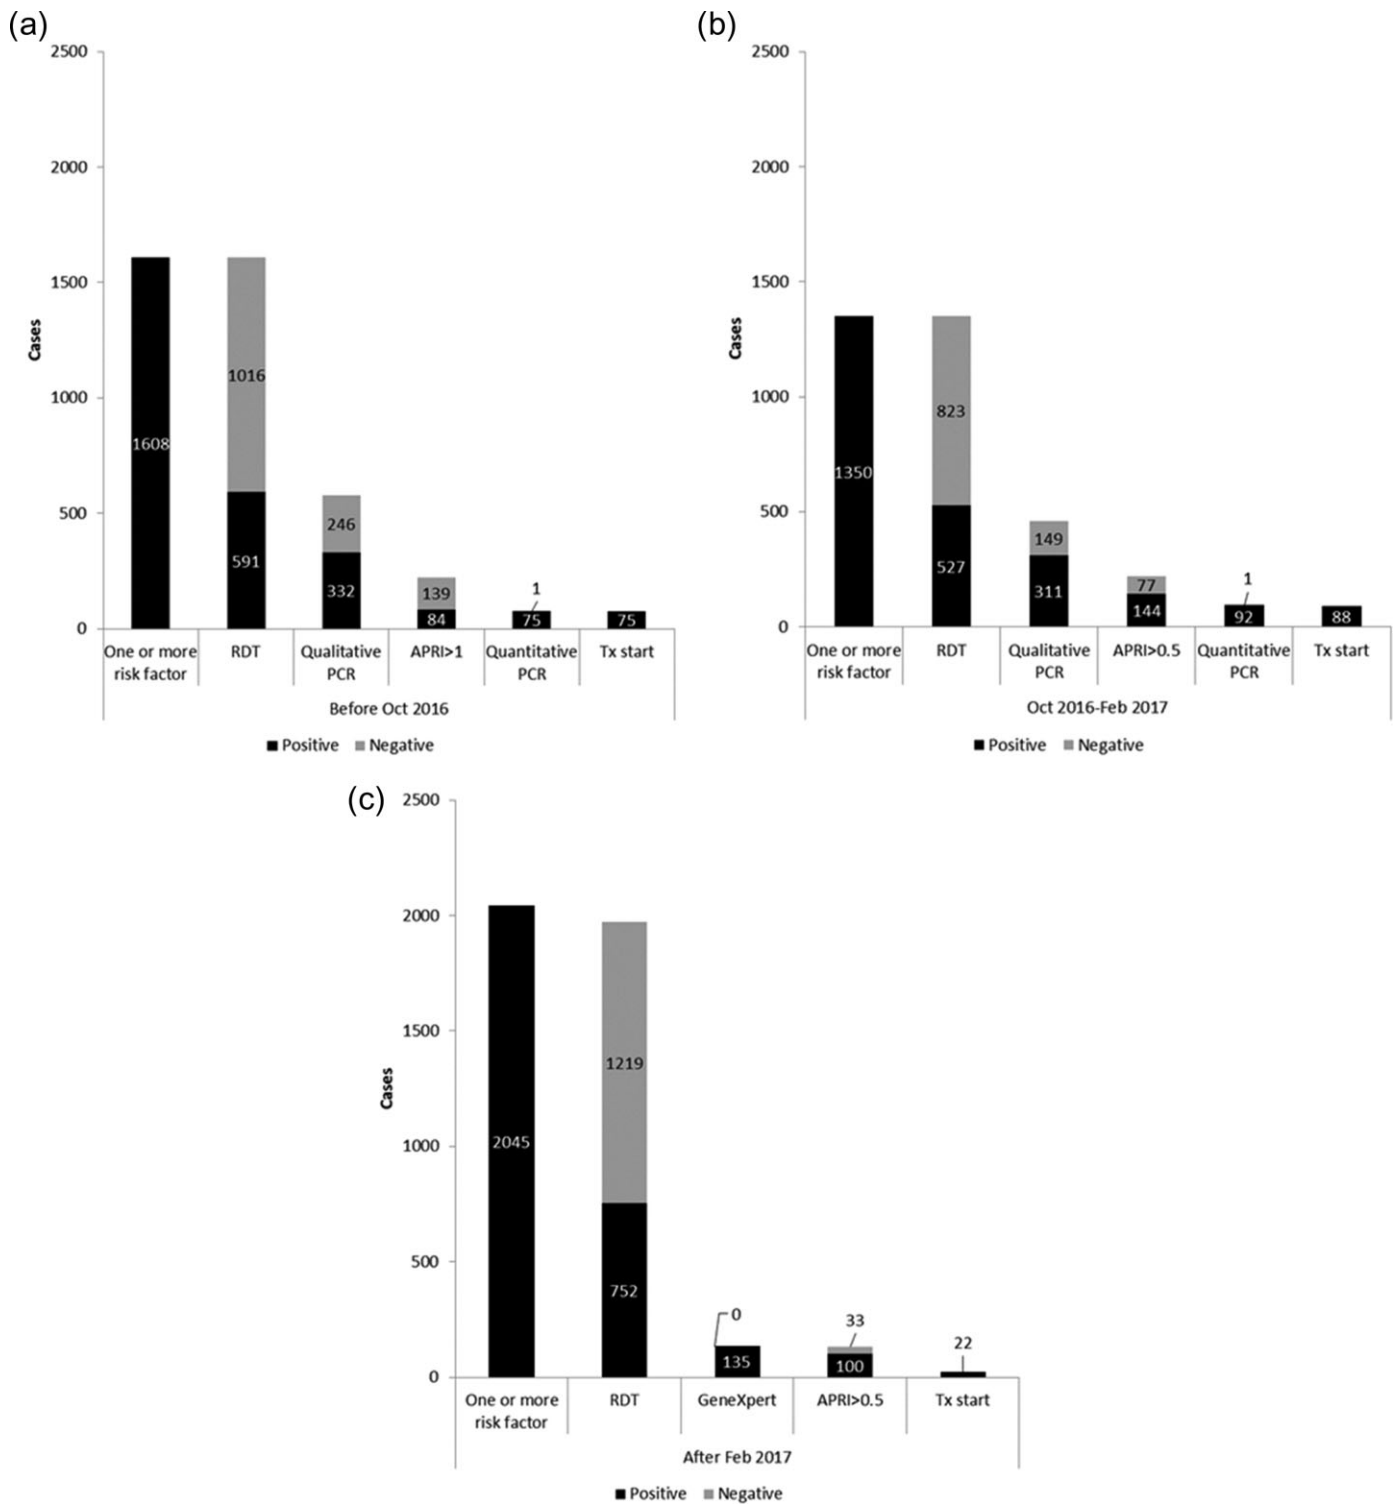 (a)
2500
2000
1500
1000
500
0
Cases
1608
1016
591
246
332
139
84
1
75
75
One or more risk factor
RDT
Qualitative PCR
APRI>1
Quantitative PCR
Tx start
Before Oct 2016
Positive Negative
(b)
2500
2000
1500
1000
500
0
Cases
1350
823
527
149
311
77
144
1
92
88
One or more risk factor
RDT
Qualitative PCR
APRI>0.5
Quantitative PCR
Tx start
Oct 2016-Feb 2017
Positive Negative
(c)
2500
2000
1500
1000
500
0
Cases
2045
1219
752
0
135
33
100
22
One or more risk factor
RDT
GeneXpert
APRI>0.5
Tx start
After Feb 2017
Positive Negative